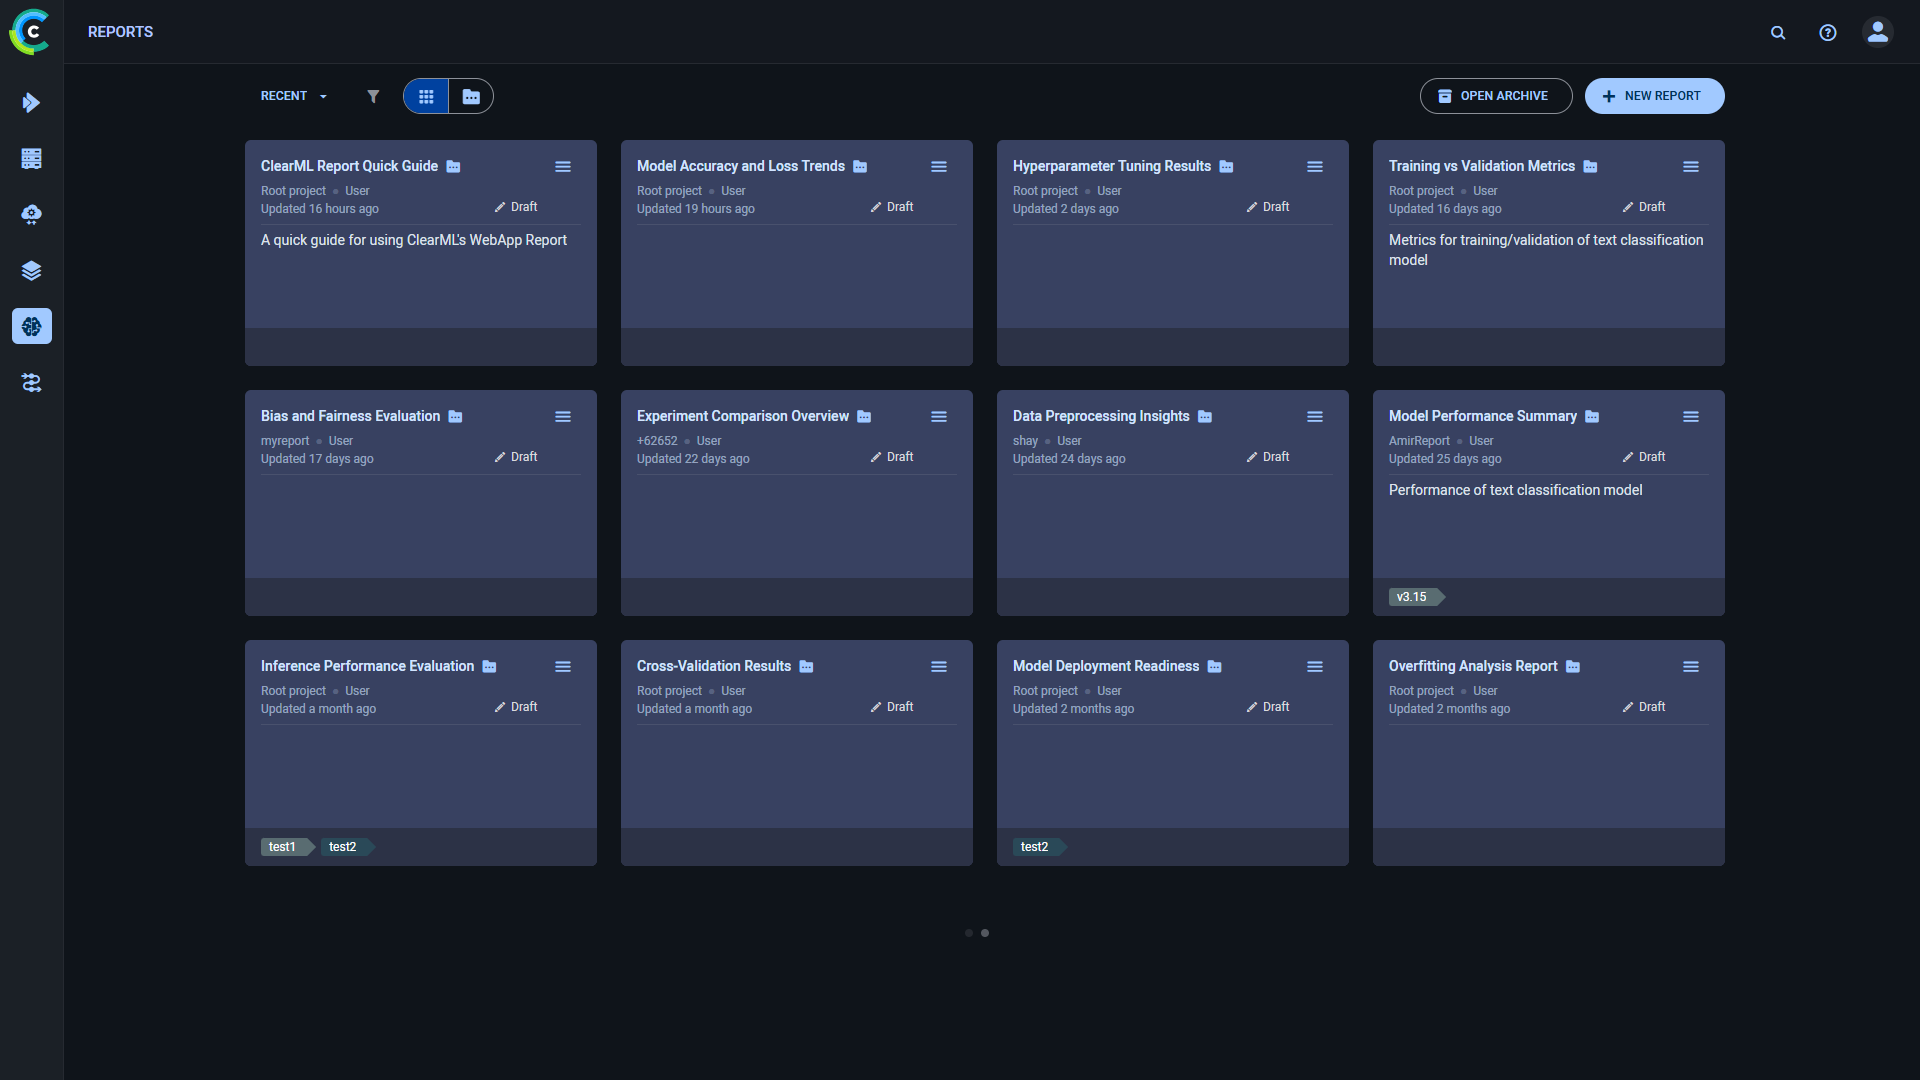 REPORTS
RECENT
OPEN ARCHIVE
NEW REPORT
ClearML Report Quick Guide
Root project User
Updated 16 hours ago
Draft
A quick guide for using ClearML's WebApp Report
Model Accuracy and Loss Trends
Root project User
Updated 19 hours ago
Draft
Hyperparameter Tuning Results
Root project User
Updated 2 days ago
Draft
Training vs Validation Metrics
Root project User
Updated 16 days ago
Draft
Metrics for training/validation of text classification
model
Bias and Fairness Evaluation
myreport User
Updated 17 days ago
Draft
Experiment Comparison Overview
+62652 User
Updated 22 days ago
Draft
Data Preprocessing Insights
shay User
Updated 24 days ago
Draft
Model Performance Summary
AmirReport User
Updated 25 days ago
Draft
Performance of text classification model
v3.15
Inference Performance Evaluation
Root project User
Updated a month ago
Draft
test1 test2
Cross-Validation Results
Root project User
Updated a month ago
Draft
Model Deployment Readiness
Root project User
Updated 2 months ago
Draft
test2
Overfitting Analysis Report
Root project User
Updated 2 months ago
Draft